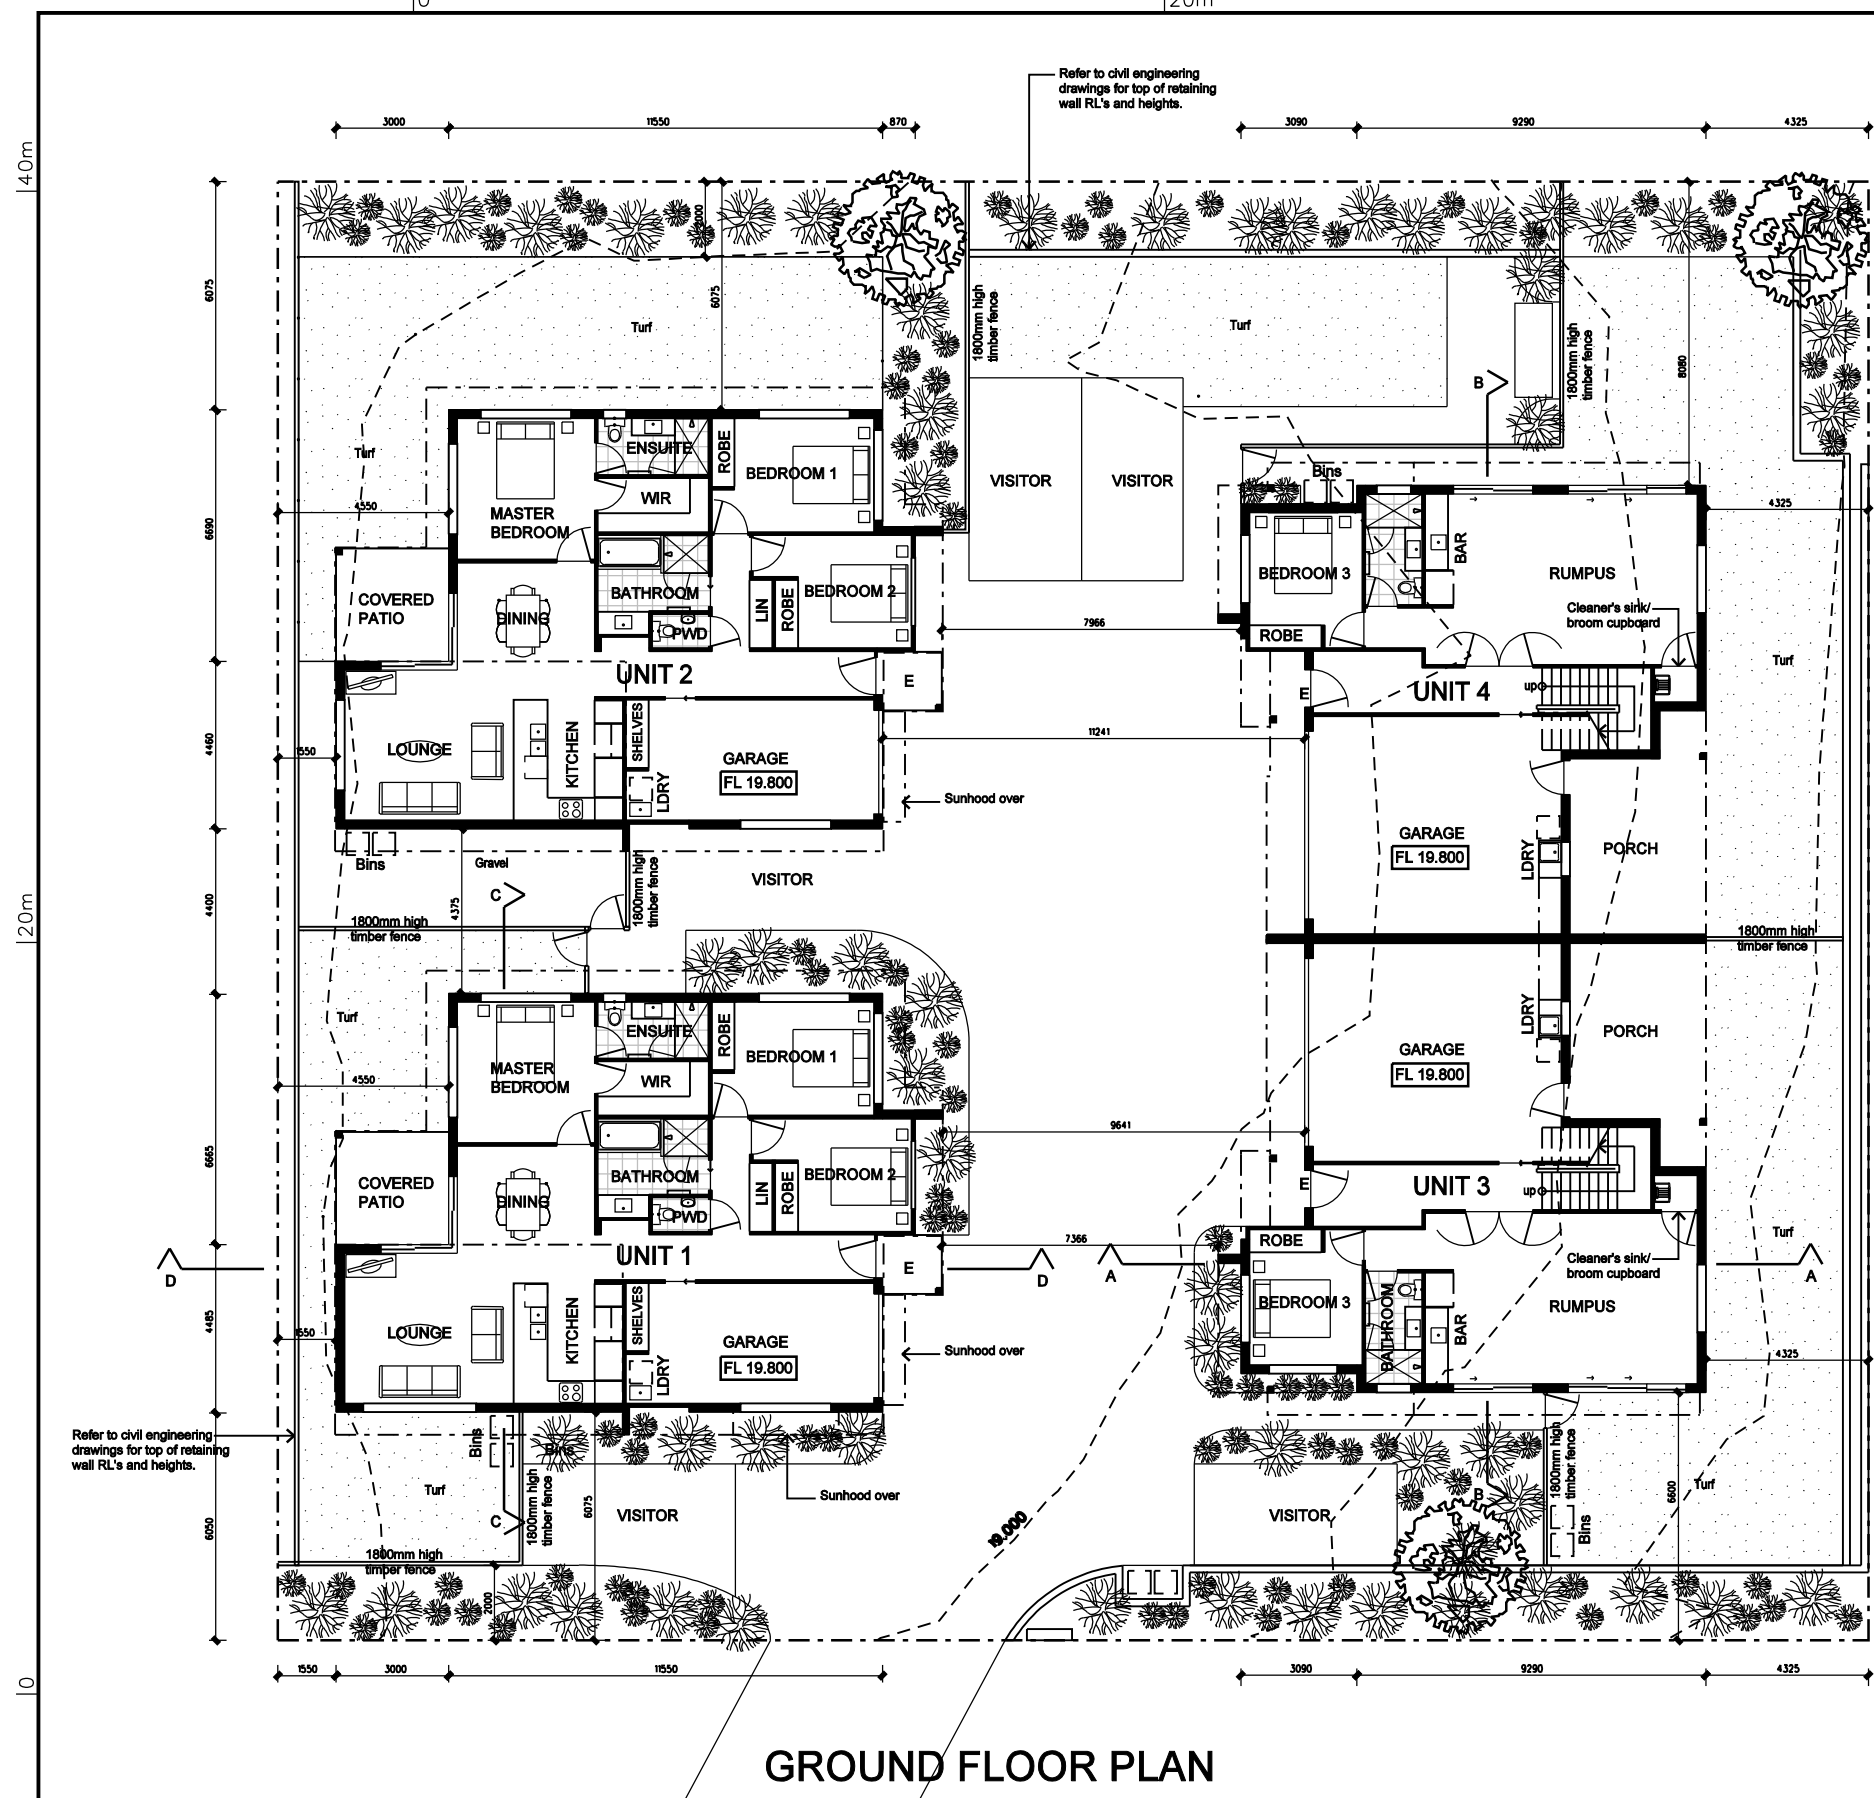 0
20m
Refer to civil engineering
drawings for top of retaining
wall RL's and heights.
3000
11550
870
3090
9290
4325
40m
6075
6075
1800mm high
timber fence
Turf
Turf
1800mm high
timber fence
8080
B
Turf
ROBE
ENSUITE
BEDROOM 1
WIR
MASTER
BEDROOM
VISITOR
VISITOR
Bins
4550
4325
6690
BAR
BEDROOM 3
RUMPUS
COVERED
PATIO
DINING
BATHROOM
BEDROOM 2
LIN
ROBE
PWD
Cleaner's sink/
broom cupboard
7966
ROBE
UNIT 2
E
Turf
E
UNIT 4
up
4460
1550
LOUNGE
KITCHEN
SHELVES
LDRY
GARAGE
FL 19.800
11241
Sunhood over
GARAGE
FL 19.800
LDRY
PORCH
Bins
Gravel
1800mm high
timber fence
VISITOR
C
4400
4375
20m
1800mm high
timber fence
1800mm high
timber fence
Turf
ROBE
ENSUITE
BEDROOM 1
WIR
MASTER
BEDROOM
4550
LDRY
GARAGE
FL 19.800
PORCH
6665
9641
COVERED
PATIO
DINING
BATHROOM
BEDROOM 2
LIN
ROBE
PWD
E
UNIT 3
up
UNIT 1
E
7366
ROBE
Turf
D
D
A
A
Cleaner's sink/
broom cupboard
4485
1550
LOUNGE
KITCHEN
SHELVES
LDRY
GARAGE
FL 19.800
Sunhood over
BEDROOM 3
BATHROOM
BAR
RUMPUS
4325
Refer to civil engineering
drawings for top of retaining
wall RL's and heights.
Bins
Bins
Turf
1800mm high
timber fence
6075
C
VISITOR
Sunhood over
19.000
VISITOR
B
1800mm high
timber fence
Bins
6600
Turf
6050
1800mm high
timber fence
2000
1550
3000
11550
3090
9290
4325
0
GROUND FLOOR PLAN